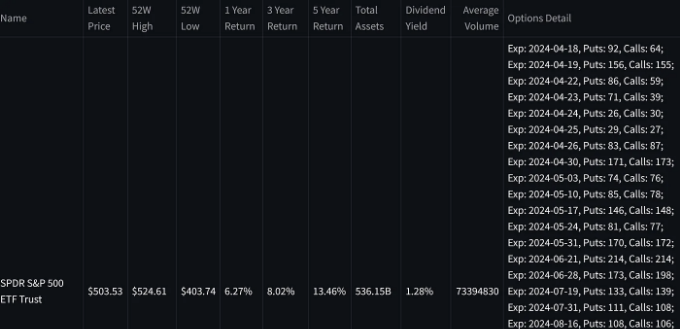 Name
Latest Price
52W High
52W Low
1 Year Return
3 Year Return
5 Year Return
Total Assets
Dividend Yield
Average Volume
Options Detail
SPDR S&P 500 ETF Trust
$503.53
$524.61
$403.74
6.27%
8.02%
13.46%
536.15B
1.28%
73394830
Exp: 2024-04-18, Puts: 92, Calls: 64;
Exp: 2024-04-19, Puts: 156, Calls: 155;
Exp: 2024-04-22, Puts: 86, Calls: 59;
Exp: 2024-04-23, Puts: 71, Calls: 39;
Exp: 2024-04-24, Puts: 26, Calls: 30;
Exp: 2024-04-25, Puts: 29, Calls: 27;
Exp: 2024-04-26, Puts: 83, Calls: 87;
Exp: 2024-04-30, Puts: 171, Calls: 173;
Exp: 2024-05-03, Puts: 74, Calls: 76;
Exp: 2024-05-10, Puts: 85, Calls: 78;
Exp: 2024-05-17, Puts: 146, Calls: 148;
Exp: 2024-05-24, Puts: 81, Calls: 77;
Exp: 2024-05-31, Puts: 170, Calls: 172;
Exp: 2024-06-21, Puts: 214, Calls: 214;
Exp: 2024-06-28, Puts: 173, Calls: 198;
Exp: 2024-07-19, Puts: 133, Calls: 139;
Exp: 2024-07-31, Puts: 111, Calls: 108;
Exp: 2024-08-16, Puts: 108, Calls: 106;